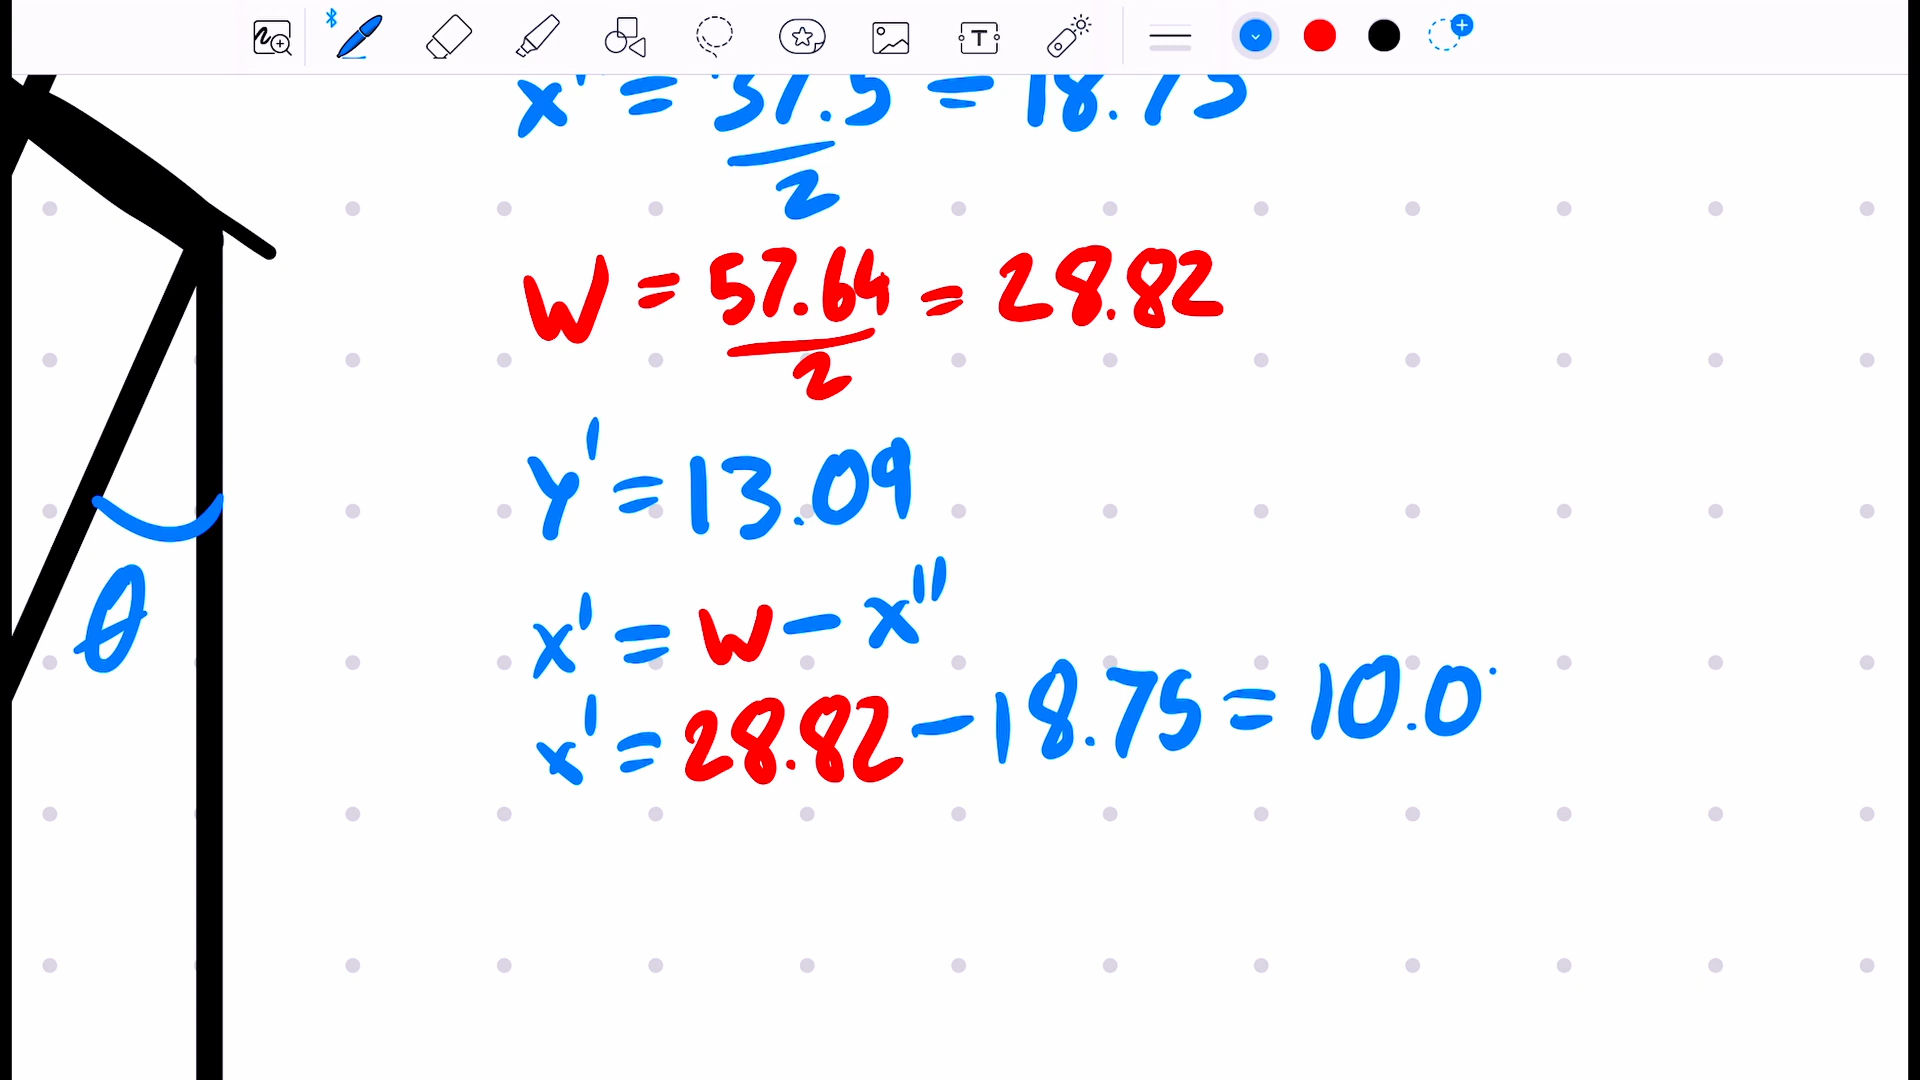 x' = 37.5/2 = 18.75
W = 57.64/2 = 28.82
y' = 13.09
θ
x' = W - x''
x' = 28.82 - 18.75 = 10.0
T